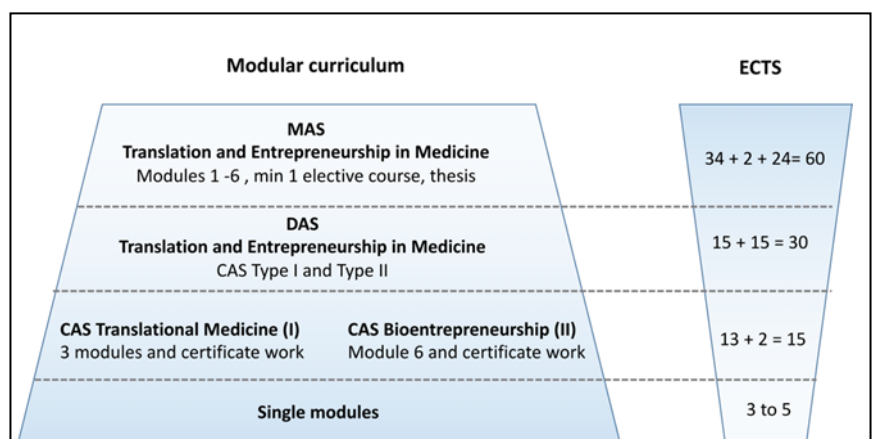 Modular curriculum
ECTS
MAS
Translation and Entrepreneurship in Medicine
Modules 1 -6 , min 1 elective course, thesis
34 + 2 + 24= 60
DAS
Translation and Entrepreneurship in Medicine
CAS Type I and Type II
15 + 15 = 30
CAS Translational Medicine (I)
3 modules and certificate work
CAS Bioentrepreneurship (II)
Module 6 and certificate work
13 + 2 = 15
Single modules
3 to 5